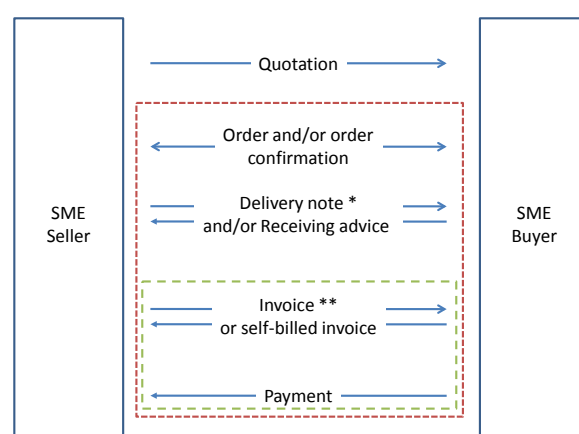 Quotation
Order and/or order
confirmation
Delivery note *
and/or Receiving advice
SME
Seller
SME
Buyer
Invoice **
or self-billed invoice
Payment